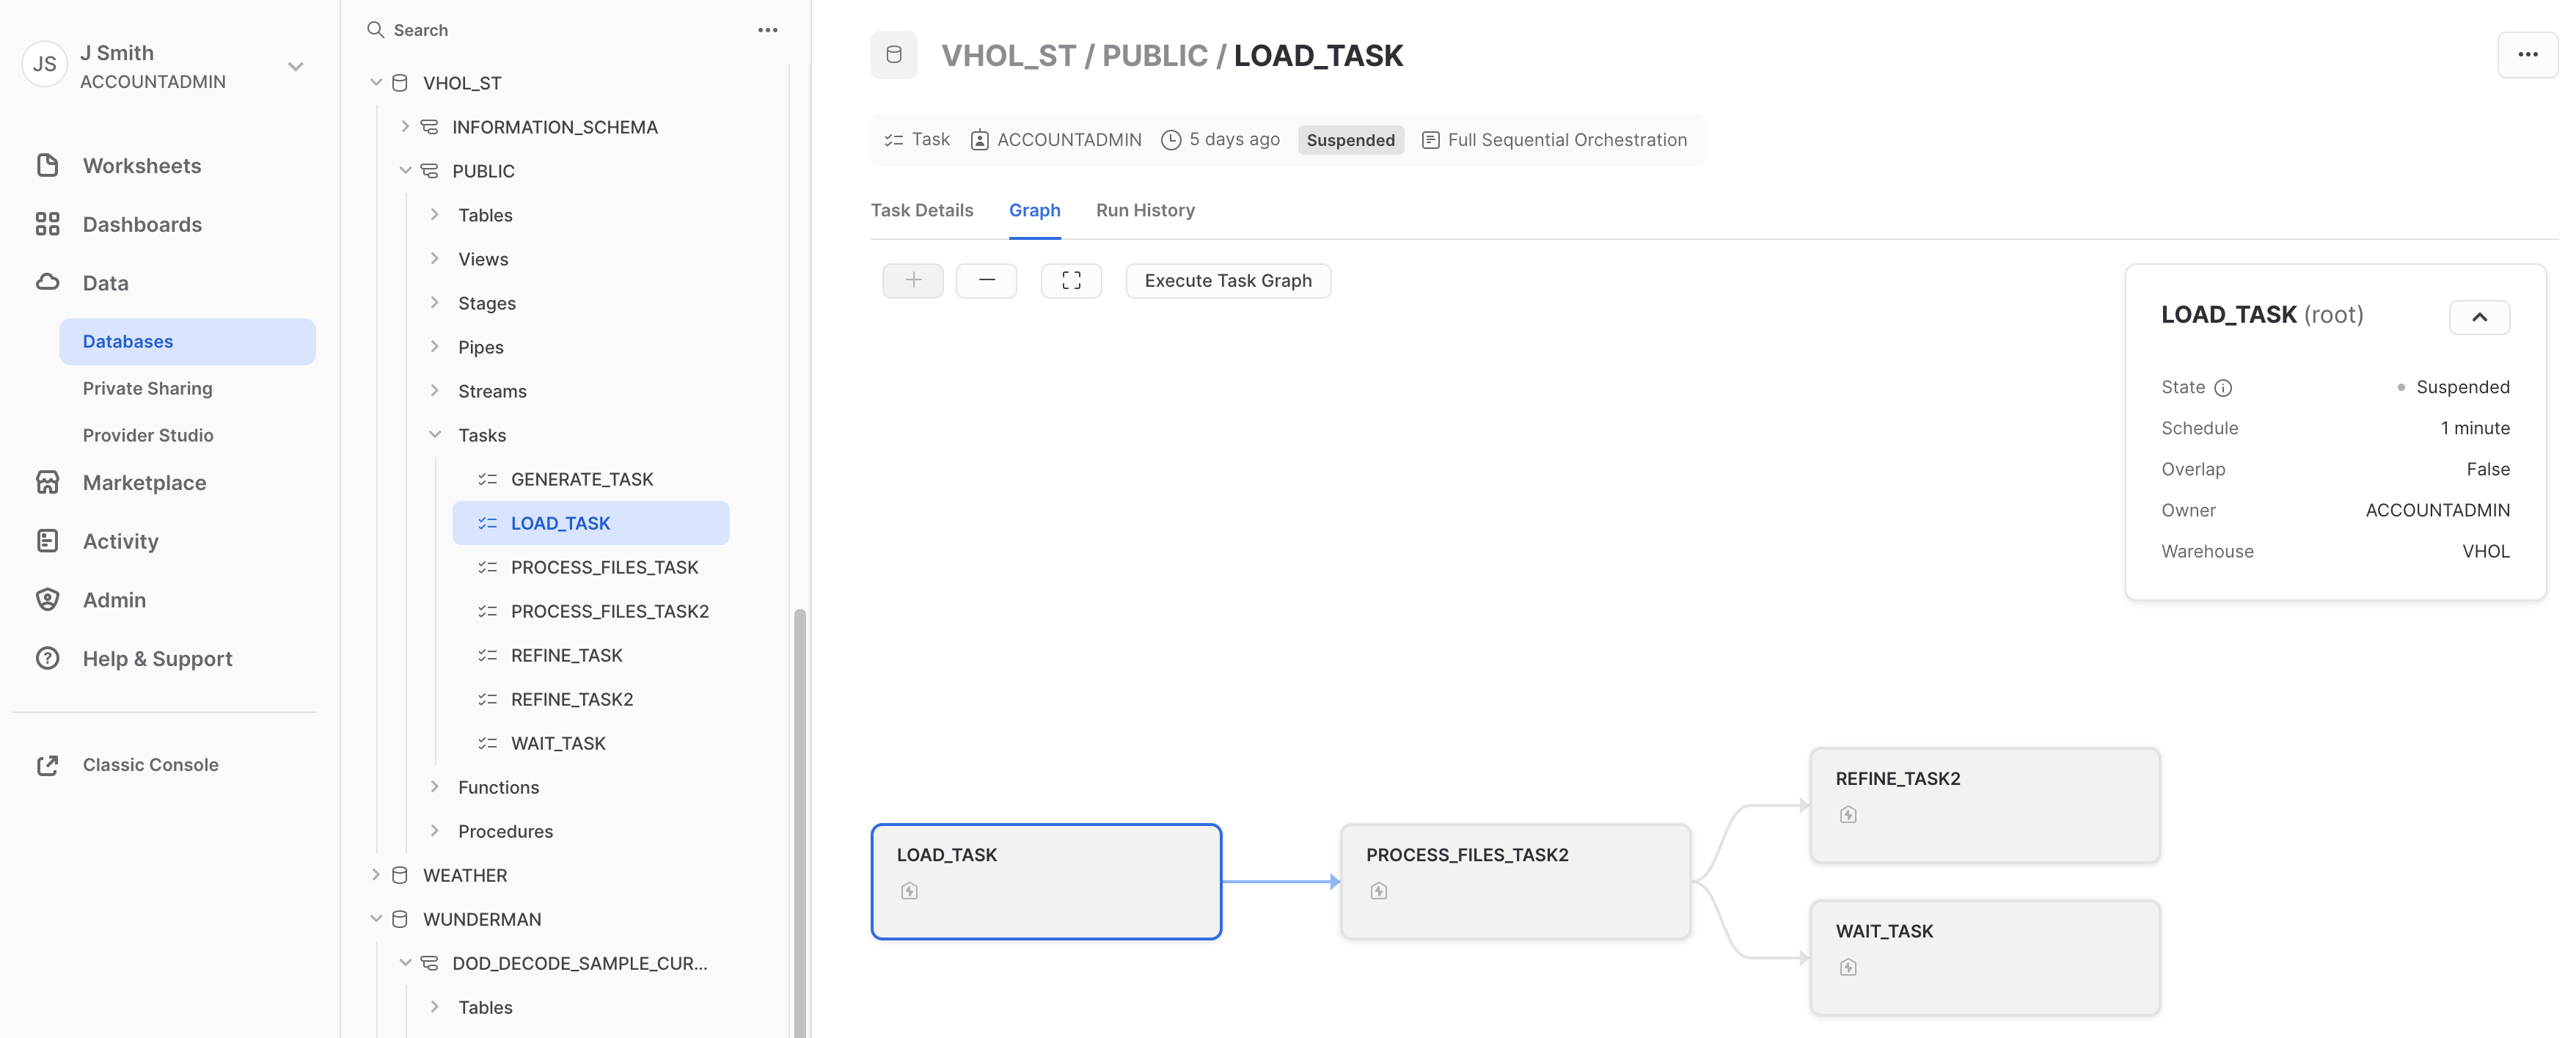 JS
J Smith
ACCOUNTADMIN
Worksheets
Dashboards
Data
Databases
Private Sharing
Provider Studio
Marketplace
Activity
Admin
Help & Support
Classic Console
Search
VHOL_ST
INFORMATION_SCHEMA
PUBLIC
Tables
Views
Stages
Pipes
Streams
Tasks
GENERATE_TASK
LOAD_TASK
PROCESS_FILES_TASK
PROCESS_FILES_TASK2
REFINE_TASK
REFINE_TASK2
WAIT_TASK
Functions
Procedures
WEATHER
WUNDERMAN
DOD_DECODE_SAMPLE_CUR...
Tables
VHOL_ST / PUBLIC / LOAD_TASK
Task ACCOUNTADMIN 5 days ago Suspended Full Sequential Orchestration
Task Details Graph Run History
Execute Task Graph
LOAD_TASK (root)
State Suspended
Schedule 1 minute
Overlap False
Owner ACCOUNTADMIN
Warehouse VHOL
LOAD_TASK
PROCESS_FILES_TASK2
REFINE_TASK2
WAIT_TASK